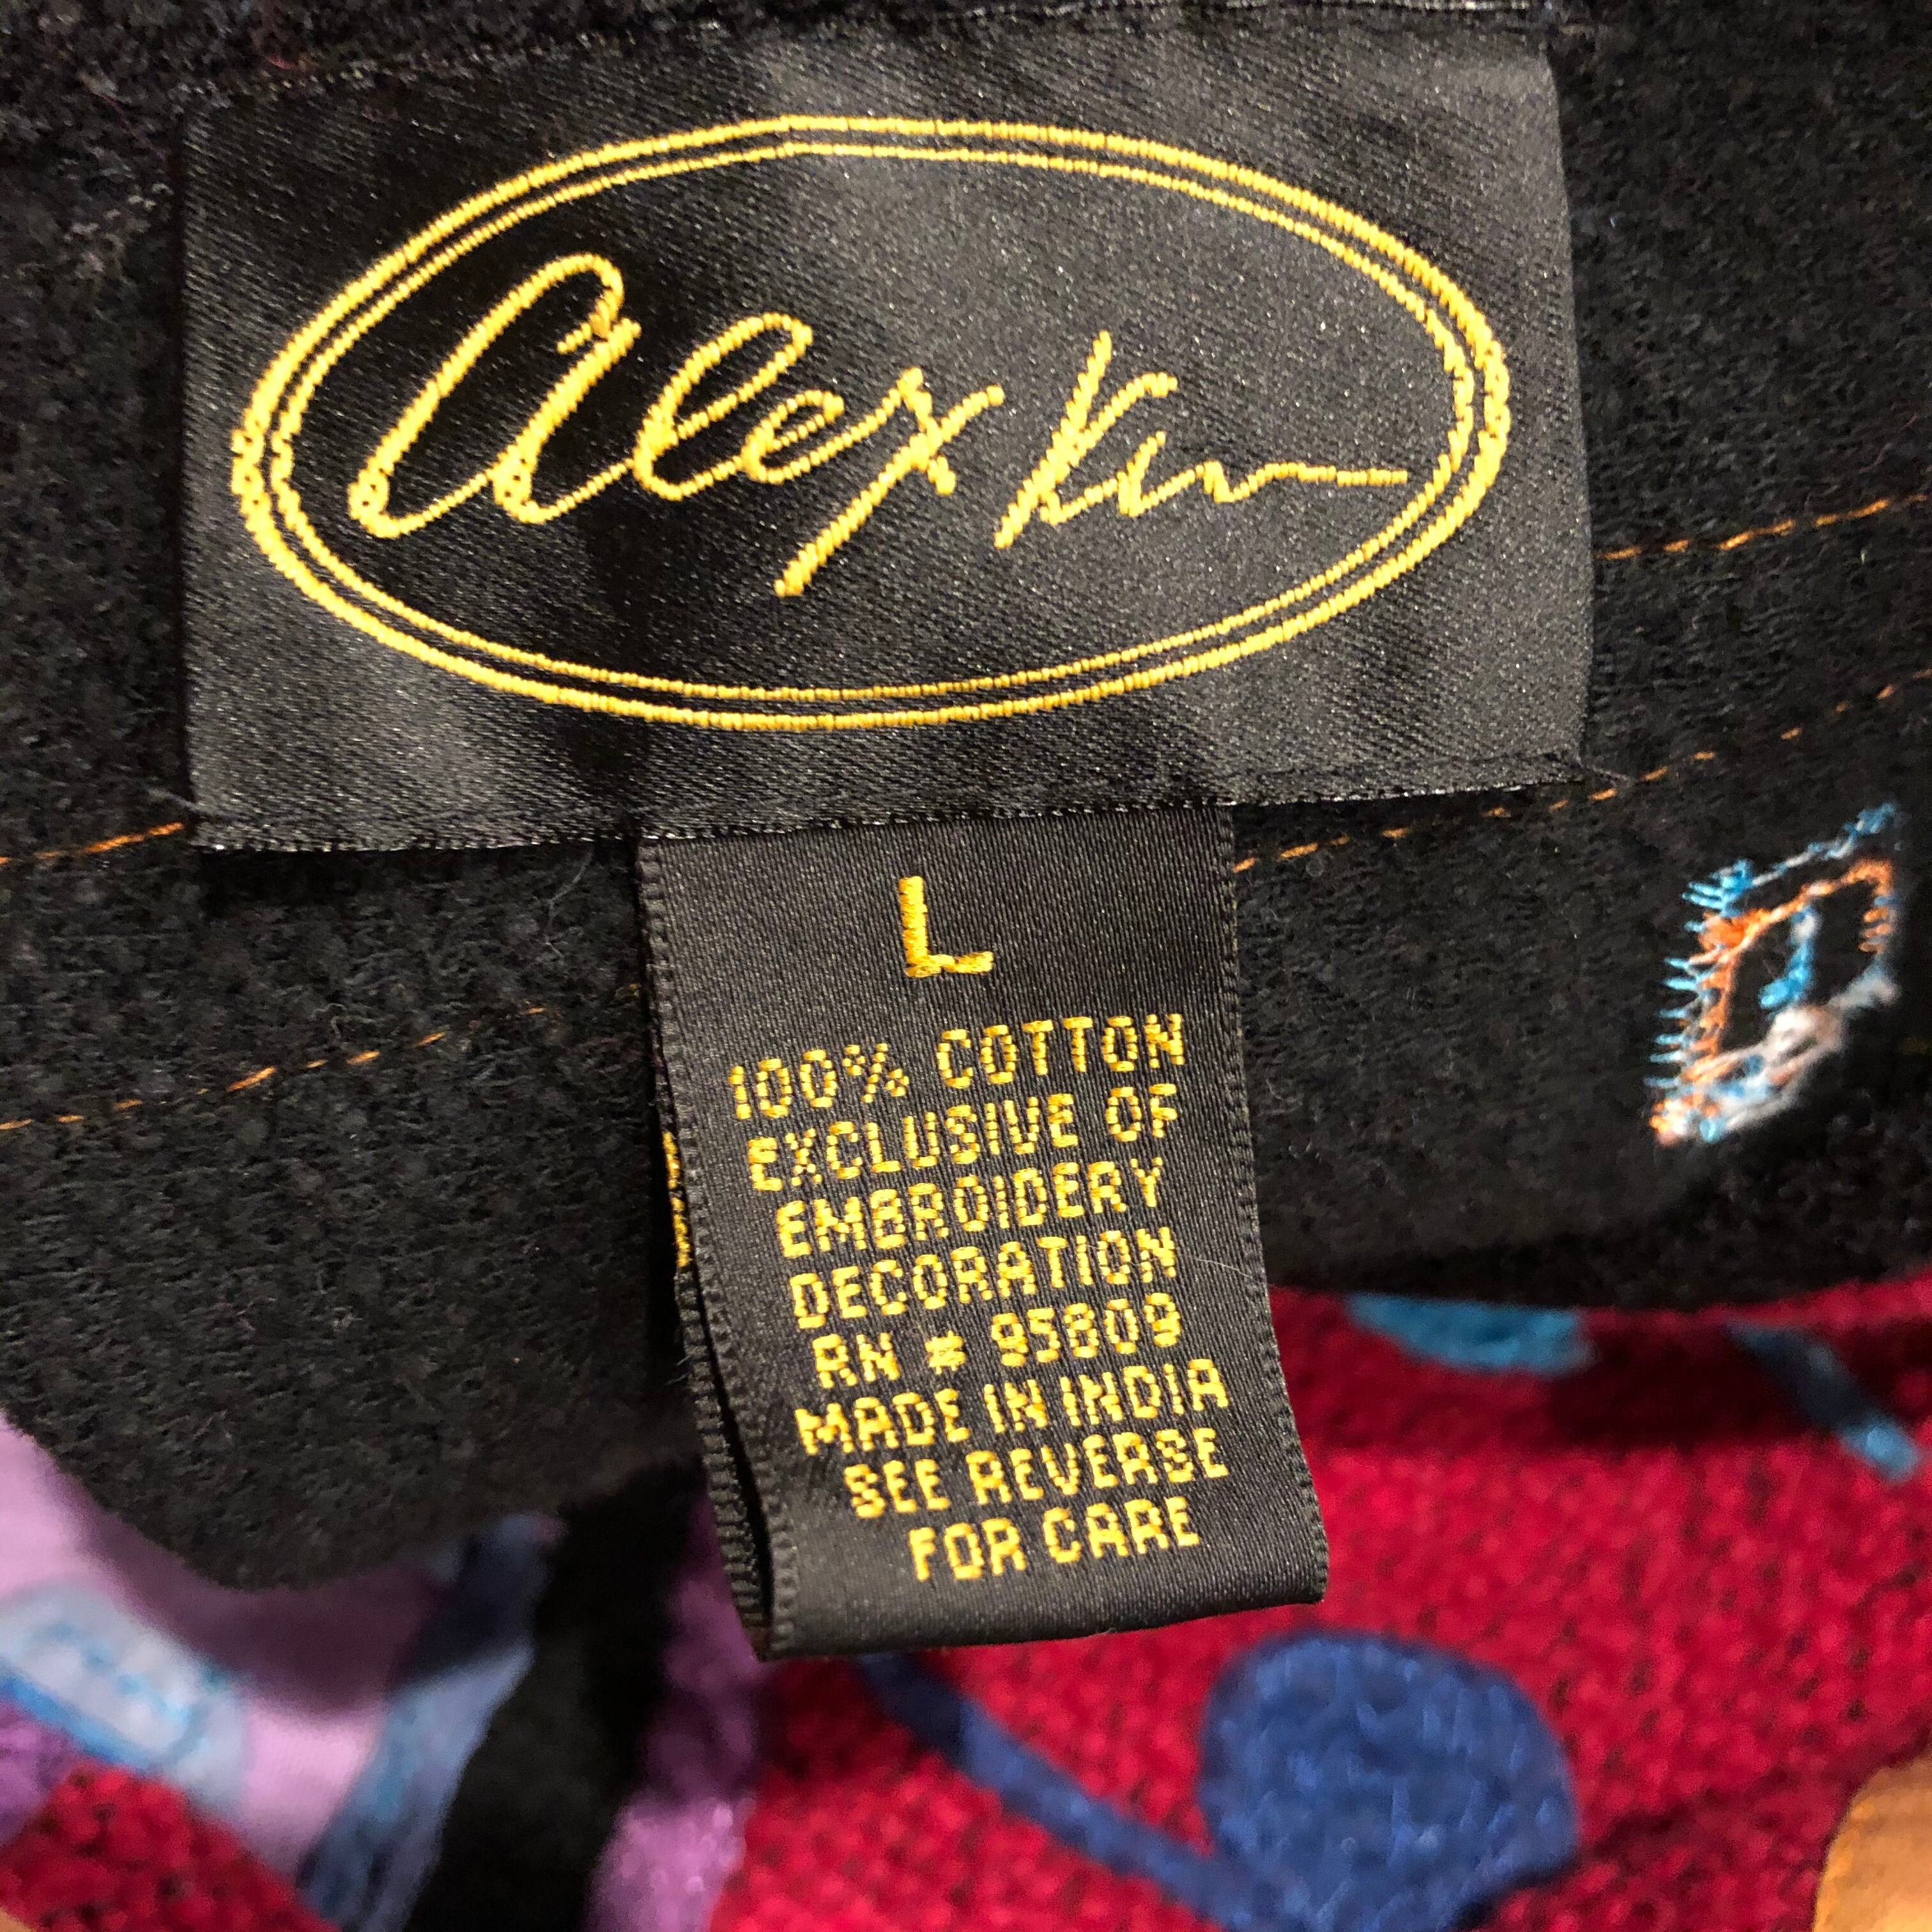 Alex Kim
L
100% COTTON
EXCLUSIVE OF
EMBROIDERY
DECORATION
RN # 95809
MADE IN INDIA
SEE REVERSE
FOR CARE